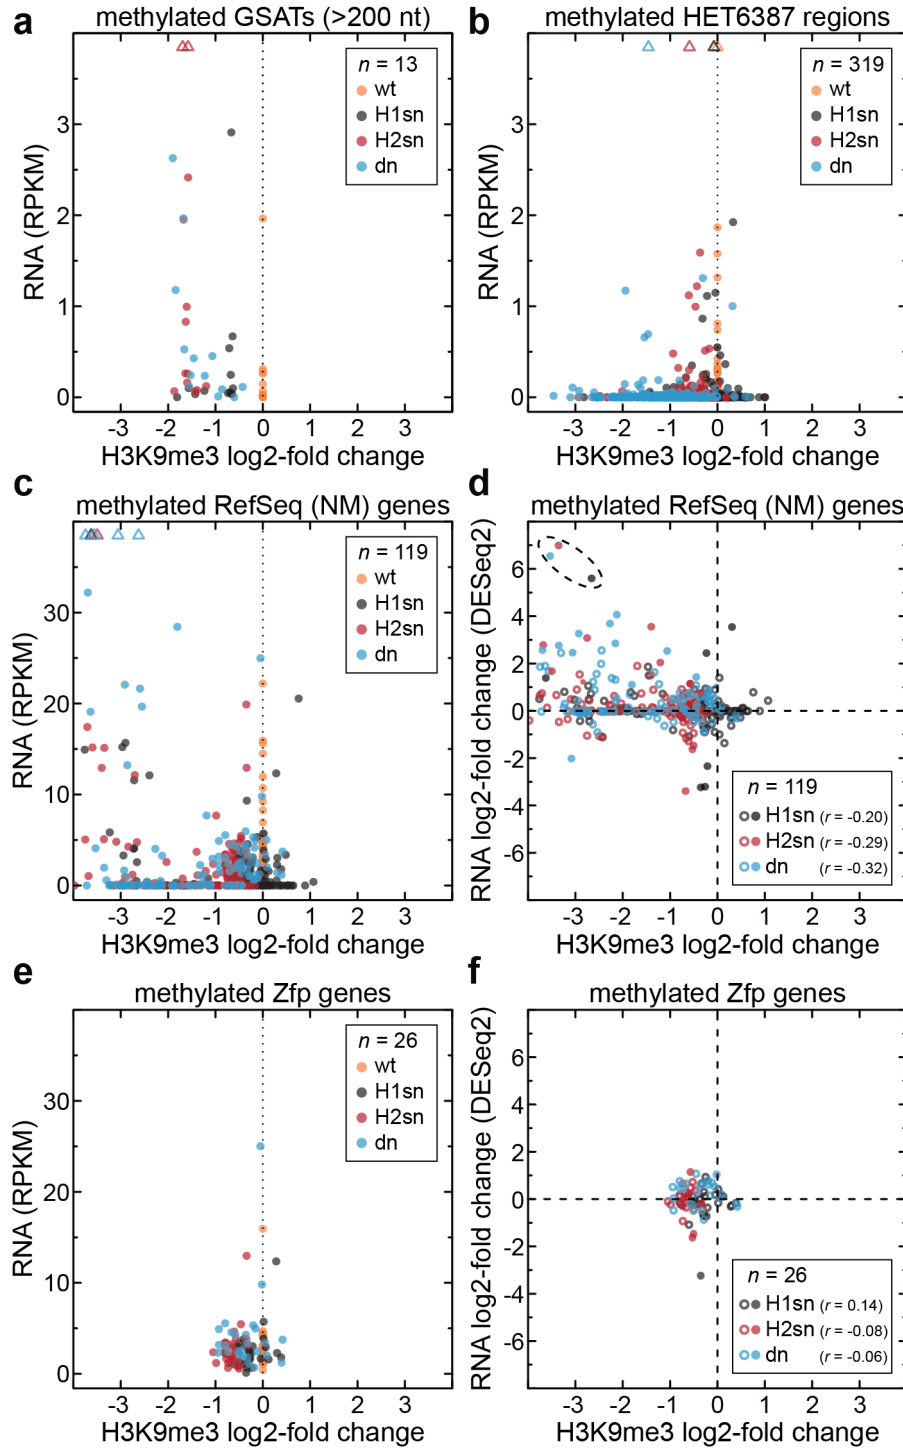 a
methylated GSATs (>200 nt)
RNA (RPKM)
3
2
1
0
n = 13
wt
H1sn
H2sn
dn
-3 -2 -1 0 1 2 3
H3K9me3 log2-fold change
b
methylated HET6387 regions
RNA (RPKM)
3
2
1
0
n = 319
wt
H1sn
H2sn
dn
-3 -2 -1 0 1 2 3
H3K9me3 log2-fold change
c
methylated RefSeq (NM) genes
RNA (RPKM)
30
20
10
0
n = 119
wt
H1sn
H2sn
dn
-3 -2 -1 0 1 2 3
H3K9me3 log2-fold change
d
methylated RefSeq (NM) genes
RNA log2-fold change (DESeq2)
6
4
2
0
-2
-4
-6
n = 119
H1sn (r = -0.20)
H2sn (r = -0.29)
dn (r = -0.32)
-3 -2 -1 0 1 2 3
H3K9me3 log2-fold change
e
methylated Zfp genes
RNA (RPKM)
30
20
10
0
n = 26
wt
H1sn
H2sn
dn
-3 -2 -1 0 1 2 3
H3K9me3 log2-fold change
f
methylated Zfp genes
RNA log2-fold change (DESeq2)
6
4
2
0
-2
-4
-6
n = 26
H1sn (r = 0.14)
H2sn (r = -0.08)
dn (r = -0.06)
-3 -2 -1 0 1 2 3
H3K9me3 log2-fold change